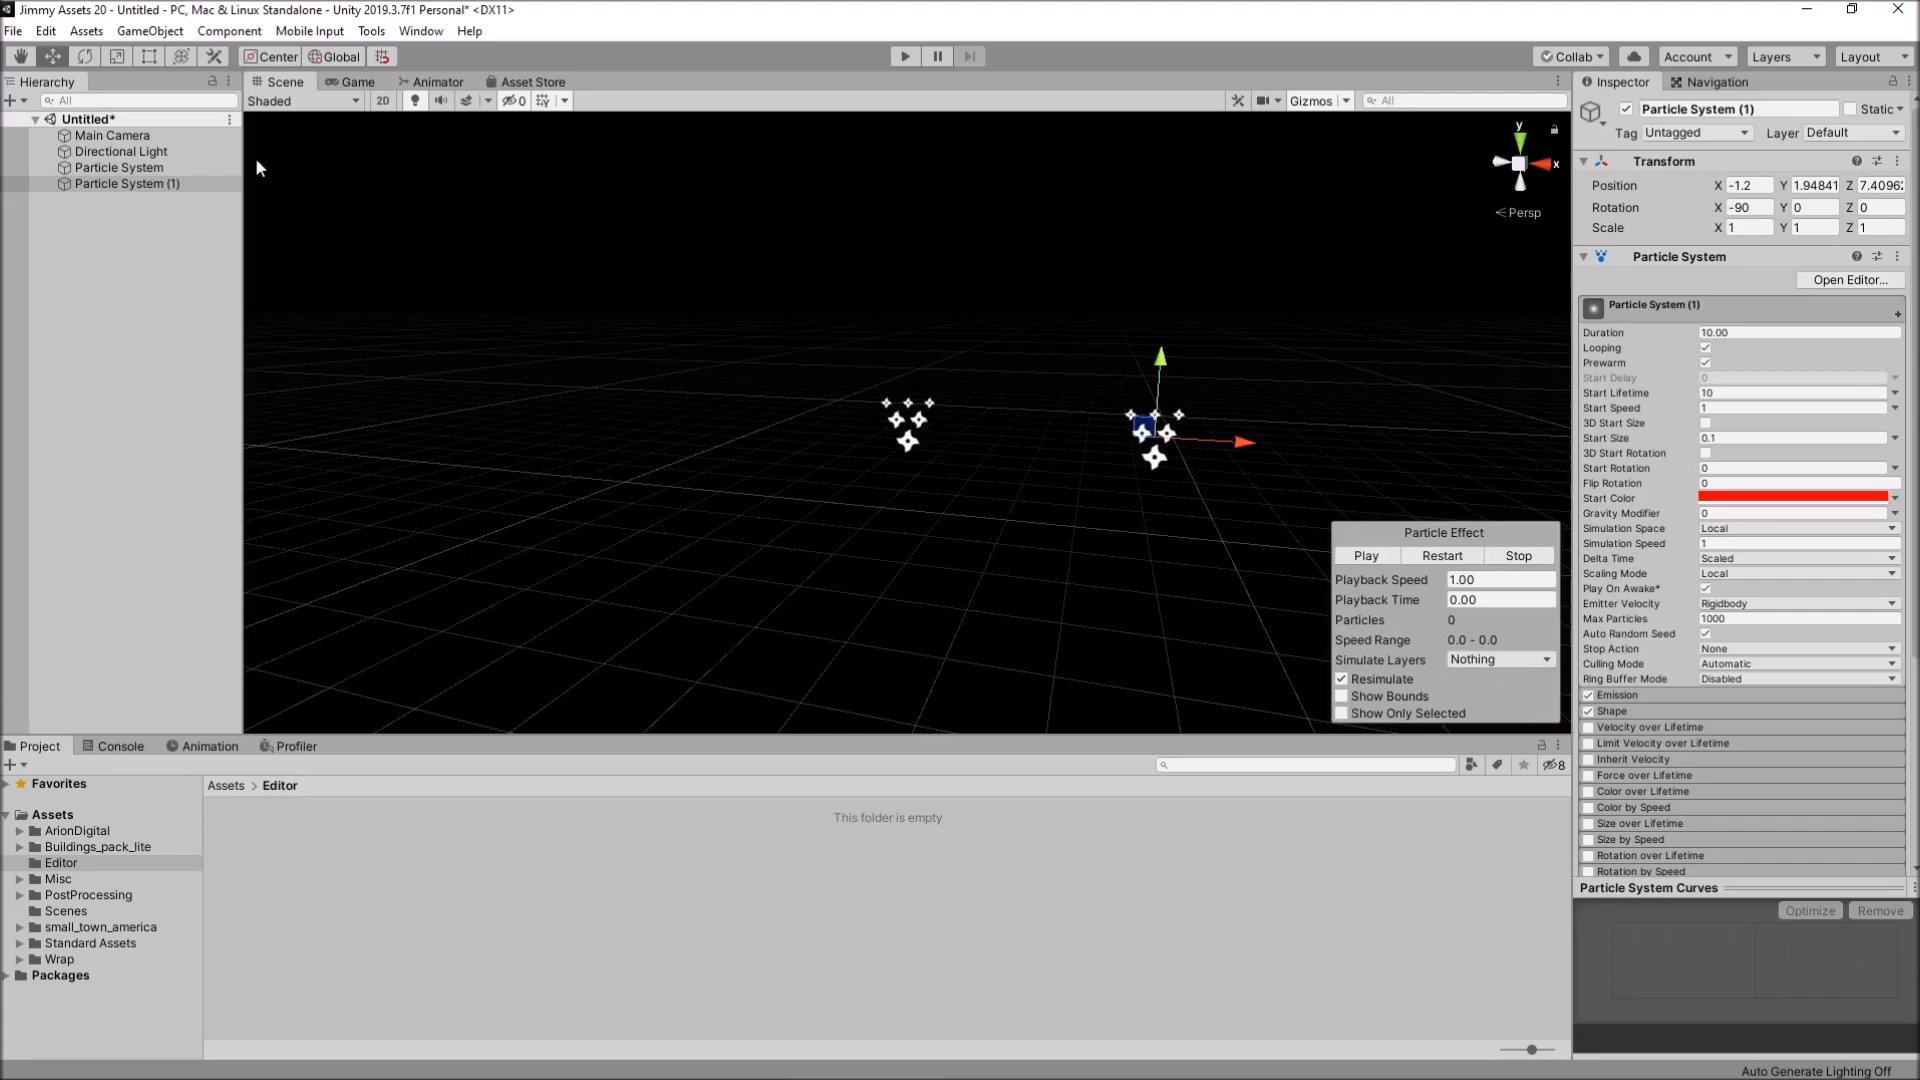 Jimmy Assets 20 - Untitled - PC, Mac & Linux Standalone - Unity 2019.3.7f1 Personal* <DX11>
File Edit Assets GameObject Component Mobile Input Tools Window Help
Center Global Collab Account Layers Layout
Hierarchy Scene Game Animator Asset Store Inspector Navigation
All Shaded 2D 0 Gizmos All
Untitled*
Main Camera
Directional Light
Particle System
Particle System (1)
y
x
Persp
Particle Effect
Play Restart Stop
Playback Speed 1.00
Playback Time 0.00
Particles 0
Speed Range 0.0 - 0.0
Simulate Layers Nothing
Resimulate
Show Bounds
Show Only Selected
Particle System (1) Static
Tag Untagged Layer Default
Transform
Position X -1.2 Y 1.94841 Z 7.40962
Rotation X -90 Y 0 Z 0
Scale X 1 Y 1 Z 1
Particle System
Open Editor...
Particle System (1)
Duration 10.00
Looping
Prewarm
Start Delay 0
Start Lifetime 10
Start Speed 1
3D Start Size
Start Size 0.1
3D Start Rotation
Start Rotation 0
Flip Rotation 0
Start Color
Gravity Modifier 0
Simulation Space Local
Simulation Speed 1
Delta Time Scaled
Scaling Mode Local
Play On Awake*
Emitter Velocity Rigidbody
Max Particles 1000
Auto Random Seed
Stop Action None
Culling Mode Automatic
Ring Buffer Mode Disabled
Emission
Shape
Velocity over Lifetime
Limit Velocity over Lifetime
Inherit Velocity
Force over Lifetime
Color over Lifetime
Color by Speed
Size over Lifetime
Size by Speed
Rotation over Lifetime
Rotation by Speed
Particle System Curves
Optimize Remove
Project Console Animation Profiler
8
Favorites
Assets
ArionDigital
Buildings_pack_lite
Editor
Misc
PostProcessing
Scenes
small_town_america
Standard Assets
Wrap
Packages
Assets > Editor
This folder is empty
Auto Generate Lighting Off